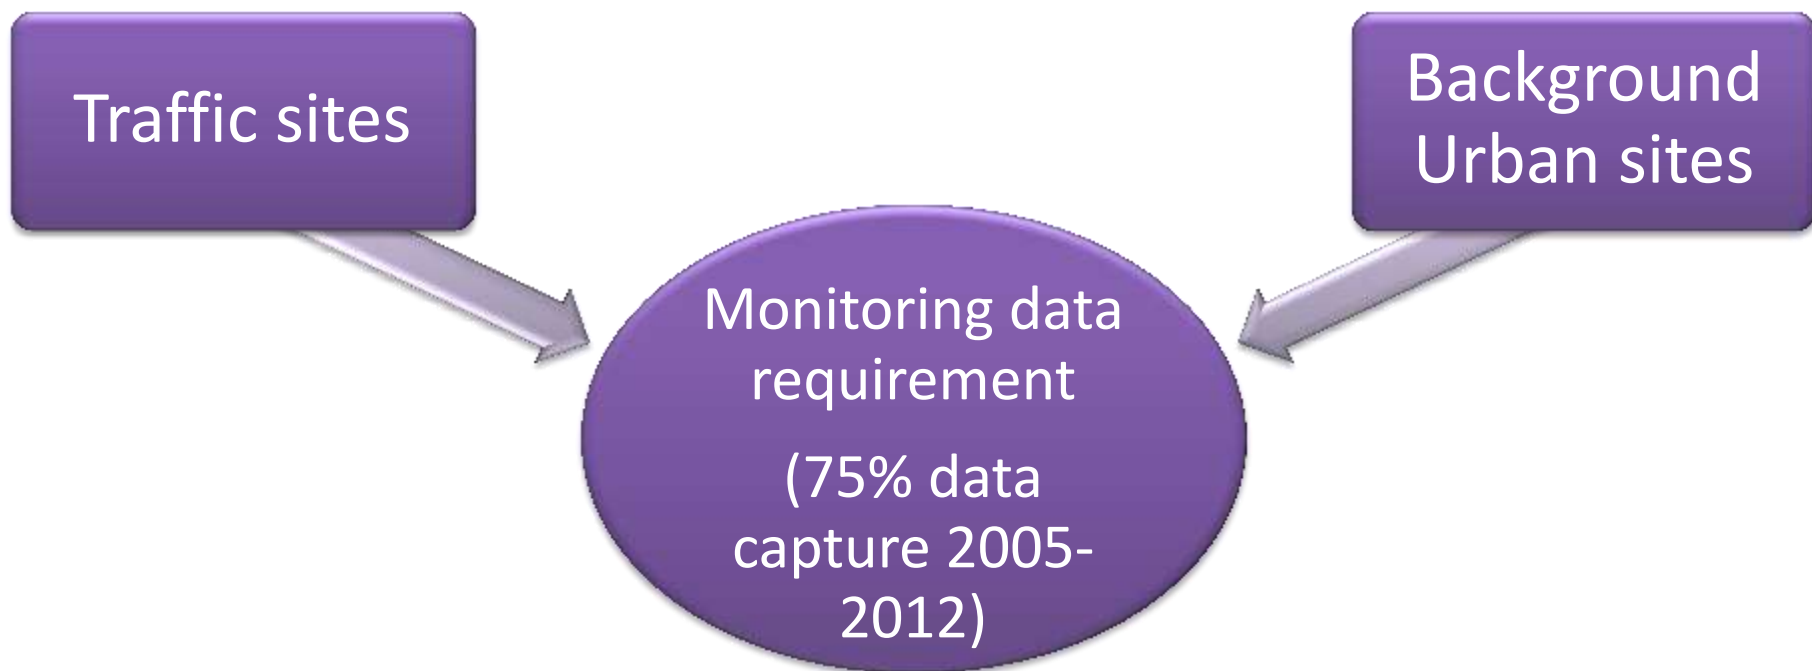 Traffic sites
Background
Urban sites
Monitoring data
requirement
(75% data
capture 2005-
2012)